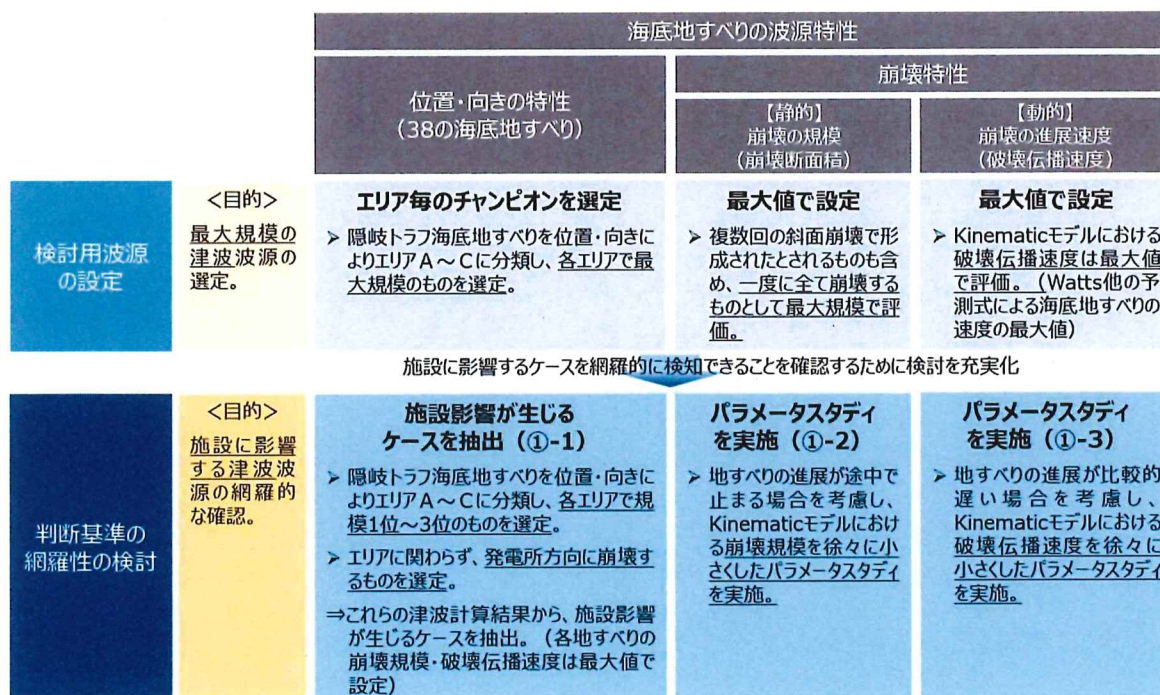 海底地すべりの波源特性
位置・向きの特性
(38の海底地すべり)
崩壊特性
【静的】
崩壊の規模
(崩壊断面積)
【動的】
崩壊の進展速度
(破壊伝播速度)
検討用波源
の設定
<目的>
最大規模の
津波波源の
選定。
エリア毎のチャンピオンを選定
➢ 隠岐トラフ海底地すべりを位置・向きに
よりエリアA～Cに分類し、各エリアで最
大規模のものを選定。
最大値で設定
➢ 複数回の斜面崩壊で形
成されたとされるものも含
め、一度に全て崩壊する
ものとして最大規模で評
価。
最大値で設定
➢ Kinematicモデルにおける
破壊伝播速度は最大値
で評価。(Watts他の予
測式による海底地すべりの
速度の最大値)
施設に影響するケースを網羅的に検知できることを確認するために検討を充実化
判断基準の
網羅性の検討
<目的>
施設に影響
する津波波
源の網羅的
な確認。
施設影響が生じる
ケースを抽出（①-1）
➢ 隠岐トラフ海底地すべりを位置・向きに
よりエリアA～Cに分類し、各エリアで規
模1位～3位のものを選定。
➢ エリアに関わらず、発電所方向に崩壊す
るものを選定。
⇒これらの津波計算結果から、施設影響
が生じるケースを抽出。（各地すべりの
崩壊規模・破壊伝播速度は最大値で
設定）
パラメータスタディ
を実施（①-2）
➢ 地すべりの進展が途中で
止まる場合を考慮し、
Kinematicモデルにおけ
る崩壊規模を徐々に小
さくしたパラメータスタディ
を実施。
パラメータスタディ
を実施（①-3）
➢ 地すべりの進展が比較的
遅い場合を考慮し、
Kinematicモデルにおける
破壊伝播速度を徐々に
小さくしたパラメータスタディ
を実施。